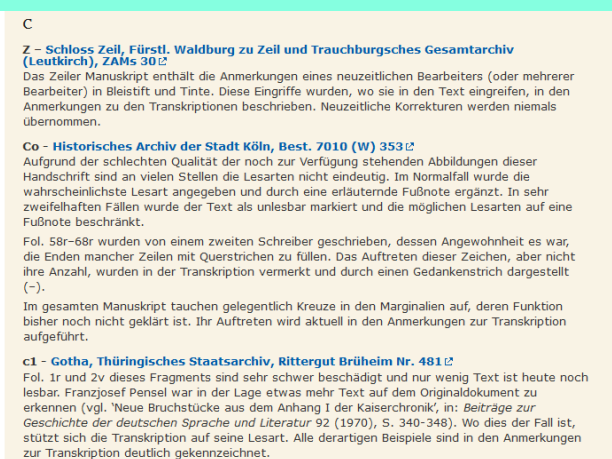 C
Z – Schloss Zeil, Fürstl. Waldburg zu Zeil und Trauchburgsches Gesamtarchiv
(Leutkirch), ZAMs 30
Das Zeiler Manuskript enthält die Anmerkungen eines neuzeitlichen Bearbeiters (oder mehrerer
Bearbeiter) in Bleistift und Tinte. Diese Eingriffe wurden, wo sie in den Text eingreifen, in den
Anmerkungen zu den Transkriptionen beschrieben. Neuzeitliche Korrekturen werden niemals
übernommen.
Co - Historisches Archiv der Stadt Köln, Best. 7010 (W) 353
Aufgrund der schlechten Qualität der noch zur Verfügung stehenden Abbildungen dieser
Handschrift sind an vielen Stellen die Lesarten nicht eindeutig. Im Normalfall wurde die
wahrscheinlichste Lesart angegeben und durch eine erläuternde Fußnote ergänzt. In sehr
zweifelhaften Fällen wurde der Text als unlesbar markiert und die möglichen Lesarten auf eine
Fußnote beschränkt.
Fol. 58r–68r wurden von einem zweiten Schreiber geschrieben, dessen Angewohnheit es war,
die Enden mancher Zeilen mit Querstrichen zu füllen. Das Auftreten dieser Zeichen, aber nicht
ihre Anzahl, wurden in der Transkription vermerkt und durch einen Gedankenstrich dargestellt
(–).
Im gesamten Manuskript tauchen gelegentlich Kreuze in den Marginalien auf, deren Funktion
bisher noch nicht geklärt ist. Ihr Auftreten wird aktuell in den Anmerkungen zur Transkription
aufgeführt.
c1 - Gotha, Thüringisches Staatsarchiv, Rittergut Brüheim Nr. 481
Fol. 1r und 2v dieses Fragments sind sehr schwer beschädigt und nur wenig Text ist heute noch
lesbar. Franzjosef Pensel war in der Lage etwas mehr Text auf dem Originaldokument zu
erkennen (vgl. ‘Neue Bruchstücke aus dem Anhang I der Kaiserchronik’, in: Beiträge zur
Geschichte der deutschen Sprache und Literatur 92 (1970), S. 340-348). Wo dies der Fall ist,
stützt sich die Transkription auf seine Lesart. Alle derartigen Beispiele sind in den Anmerkungen
zur Transkription deutlich gekennzeichnet.